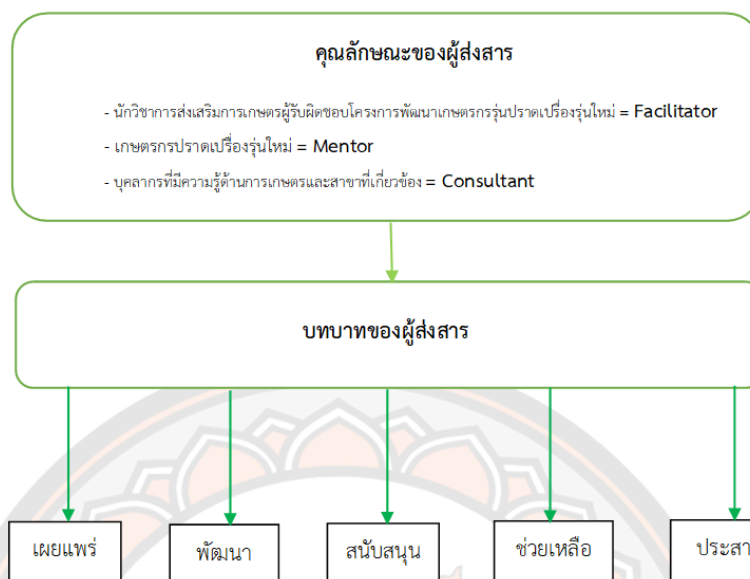 คุณลักษณะของผู้ส่งสาร
- นักวิชาการส่งเสริมการเกษตรผู้รับผิดชอบโครงการพัฒนาเกษตรกรรุ่นปราดเปรื่องรุ่นใหม่ = Facilitator
- เกษตรกรปราดเปรื่องรุ่นใหม่ = Mentor
- บุคลากรที่มีความรู้ด้านการเกษตรและสาขาที่เกี่ยวข้อง = Consultant
บทบาทของผู้ส่งสาร
เผยแพร่ พัฒนา สนับสนุน ช่วยเหลือ